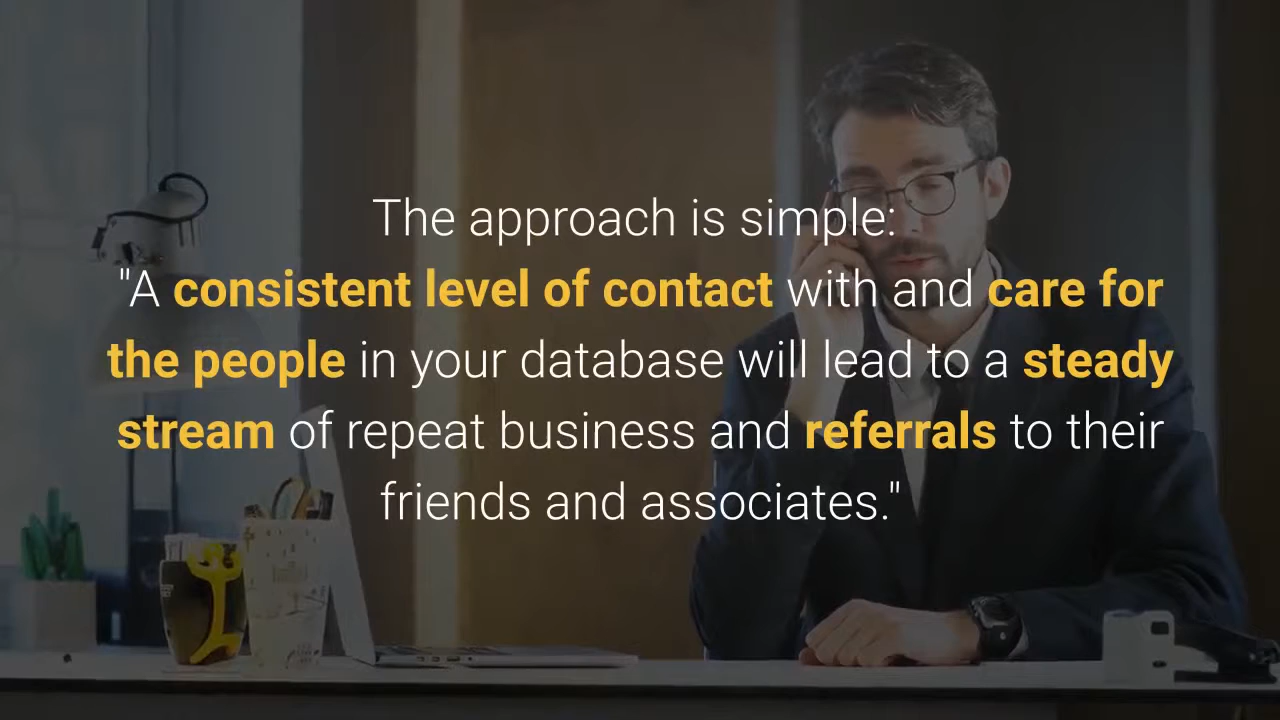 The approach is simple:
"A consistent level of contact with and care for
the people in your database will lead to a steady
stream of repeat business and referrals to their
friends and associates."